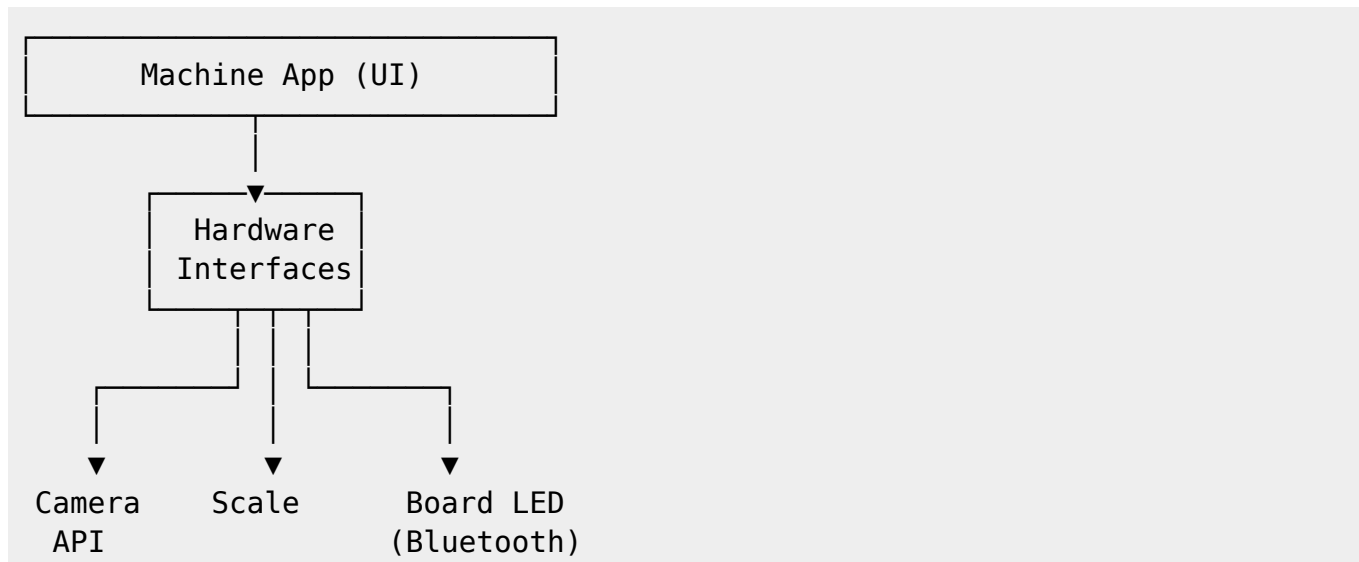 Machine App (UI)
Hardware
Interfaces
Camera Scale Board LED
API (Bluetooth)